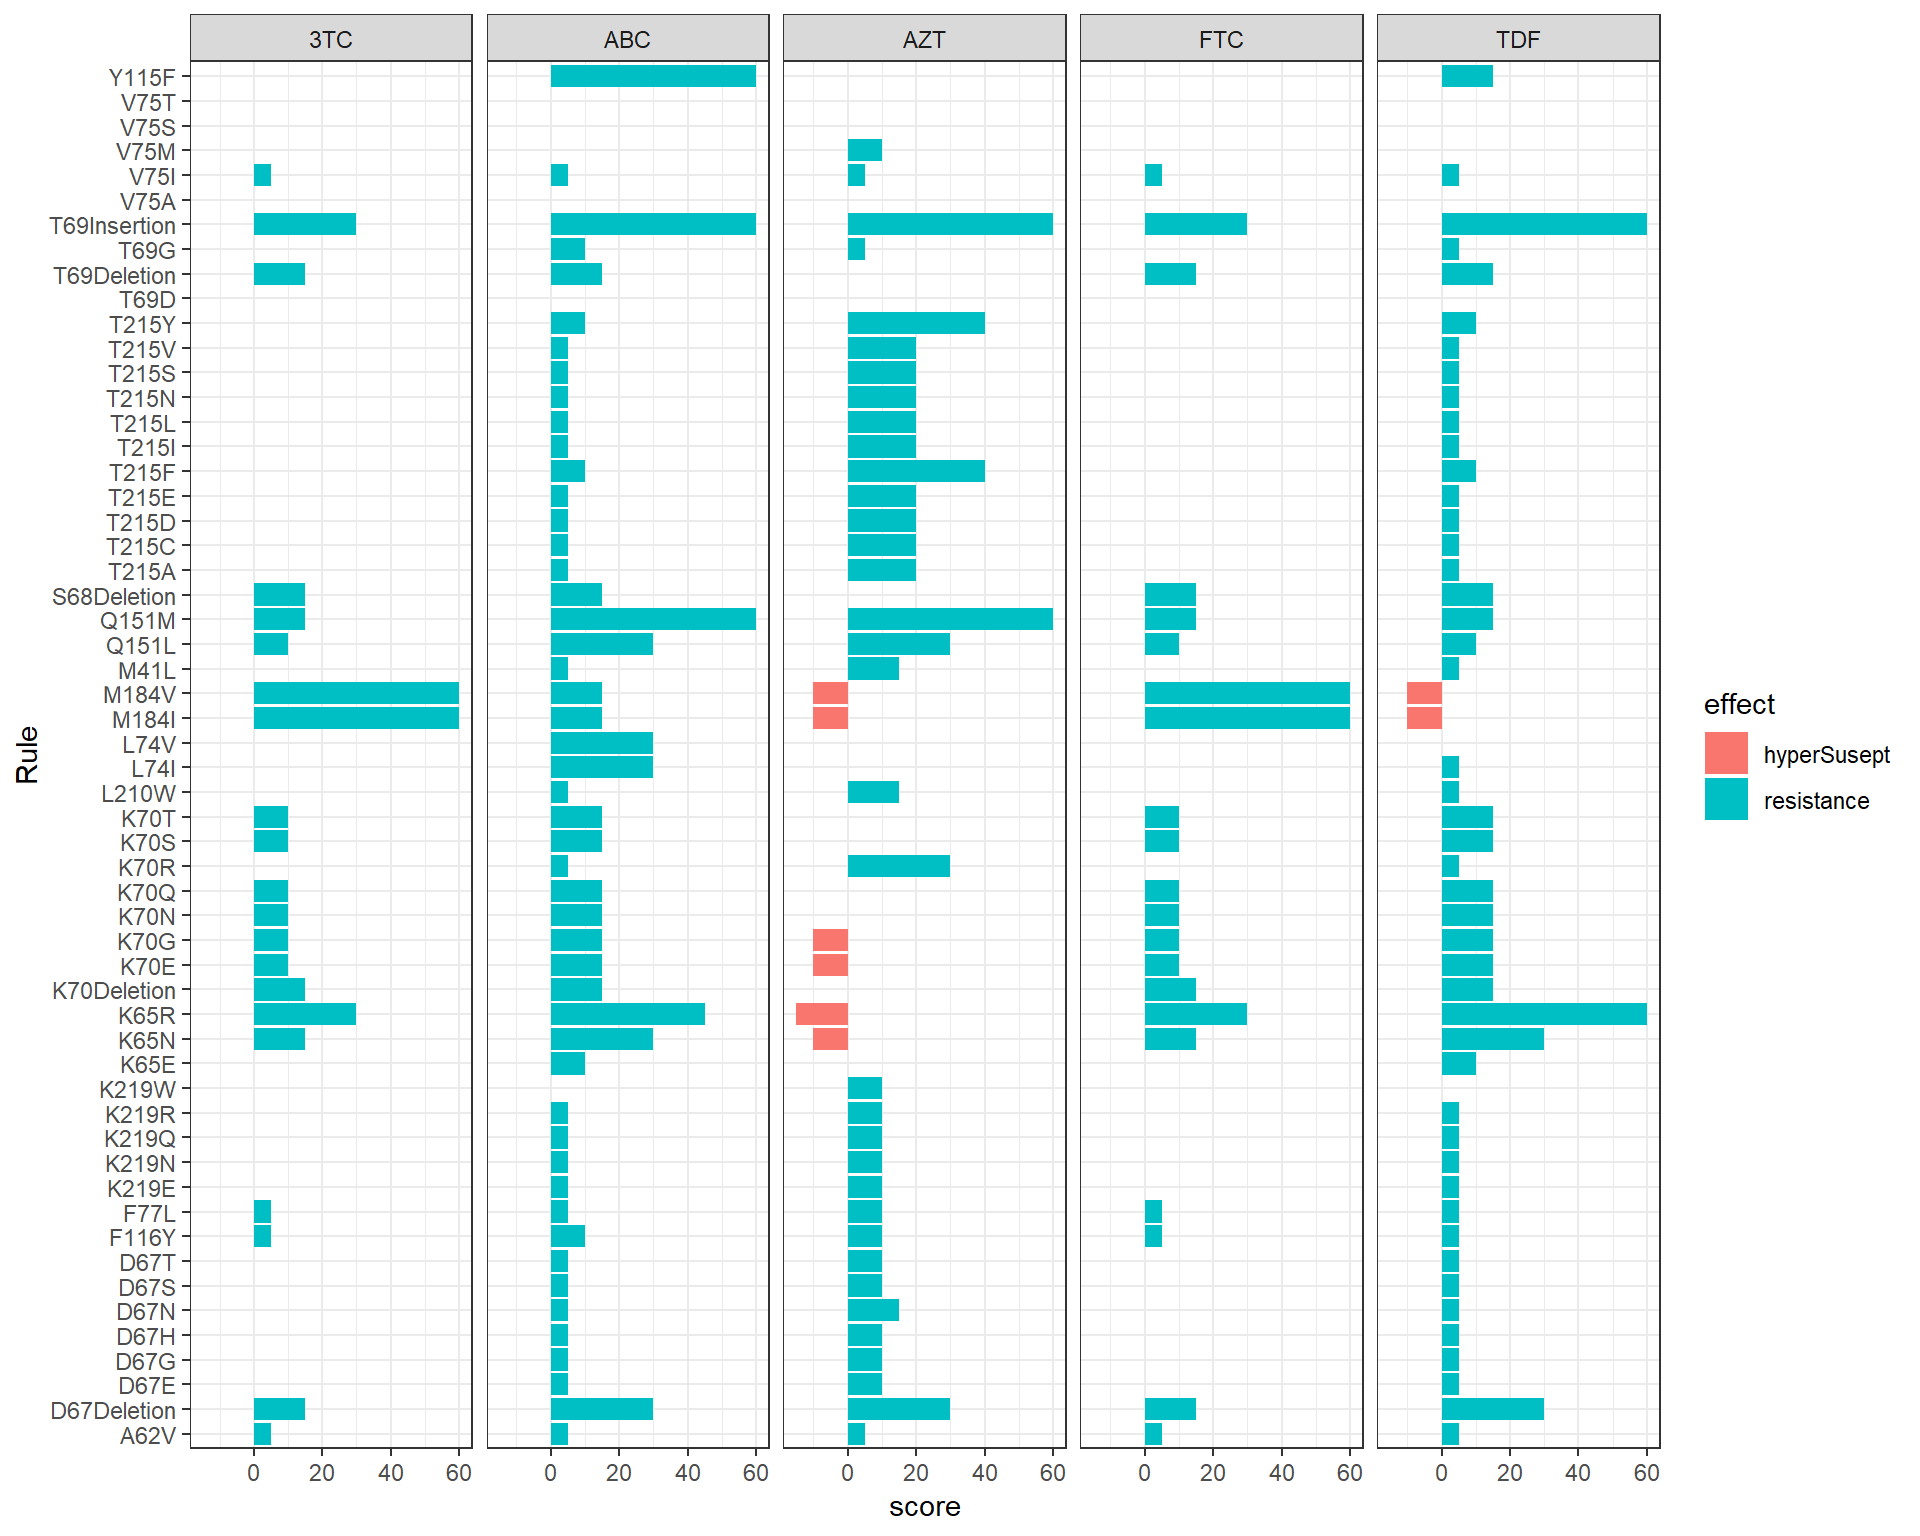 3TC ABC AZT FTC TDF
Y115F
V75T
V75S
V75M
V75I
V75A
T69Insertion
T69G
T69Deletion
T69D
T215Y
T215V
T215S
T215N
T215L
T215I
T215F
T215E
T215D
T215C
T215A
S68Deletion
Q151M
Q151L
M41L
M184V
M184I
L74V
L74I
L210W
K70T
K70S
K70R
K70Q
K70N
K70G
K70E
K70Deletion
K65R
K65N
K65E
K219W
K219R
K219Q
K219N
K219E
F77L
F116Y
D67T
D67S
D67N
D67H
D67G
D67E
D67Deletion
A62V
Rule
0 20 40 60 0 20 40 60 0 20 40 60 0 20 40 60 0 20 40 60
score
effect
hyperSusept
resistance